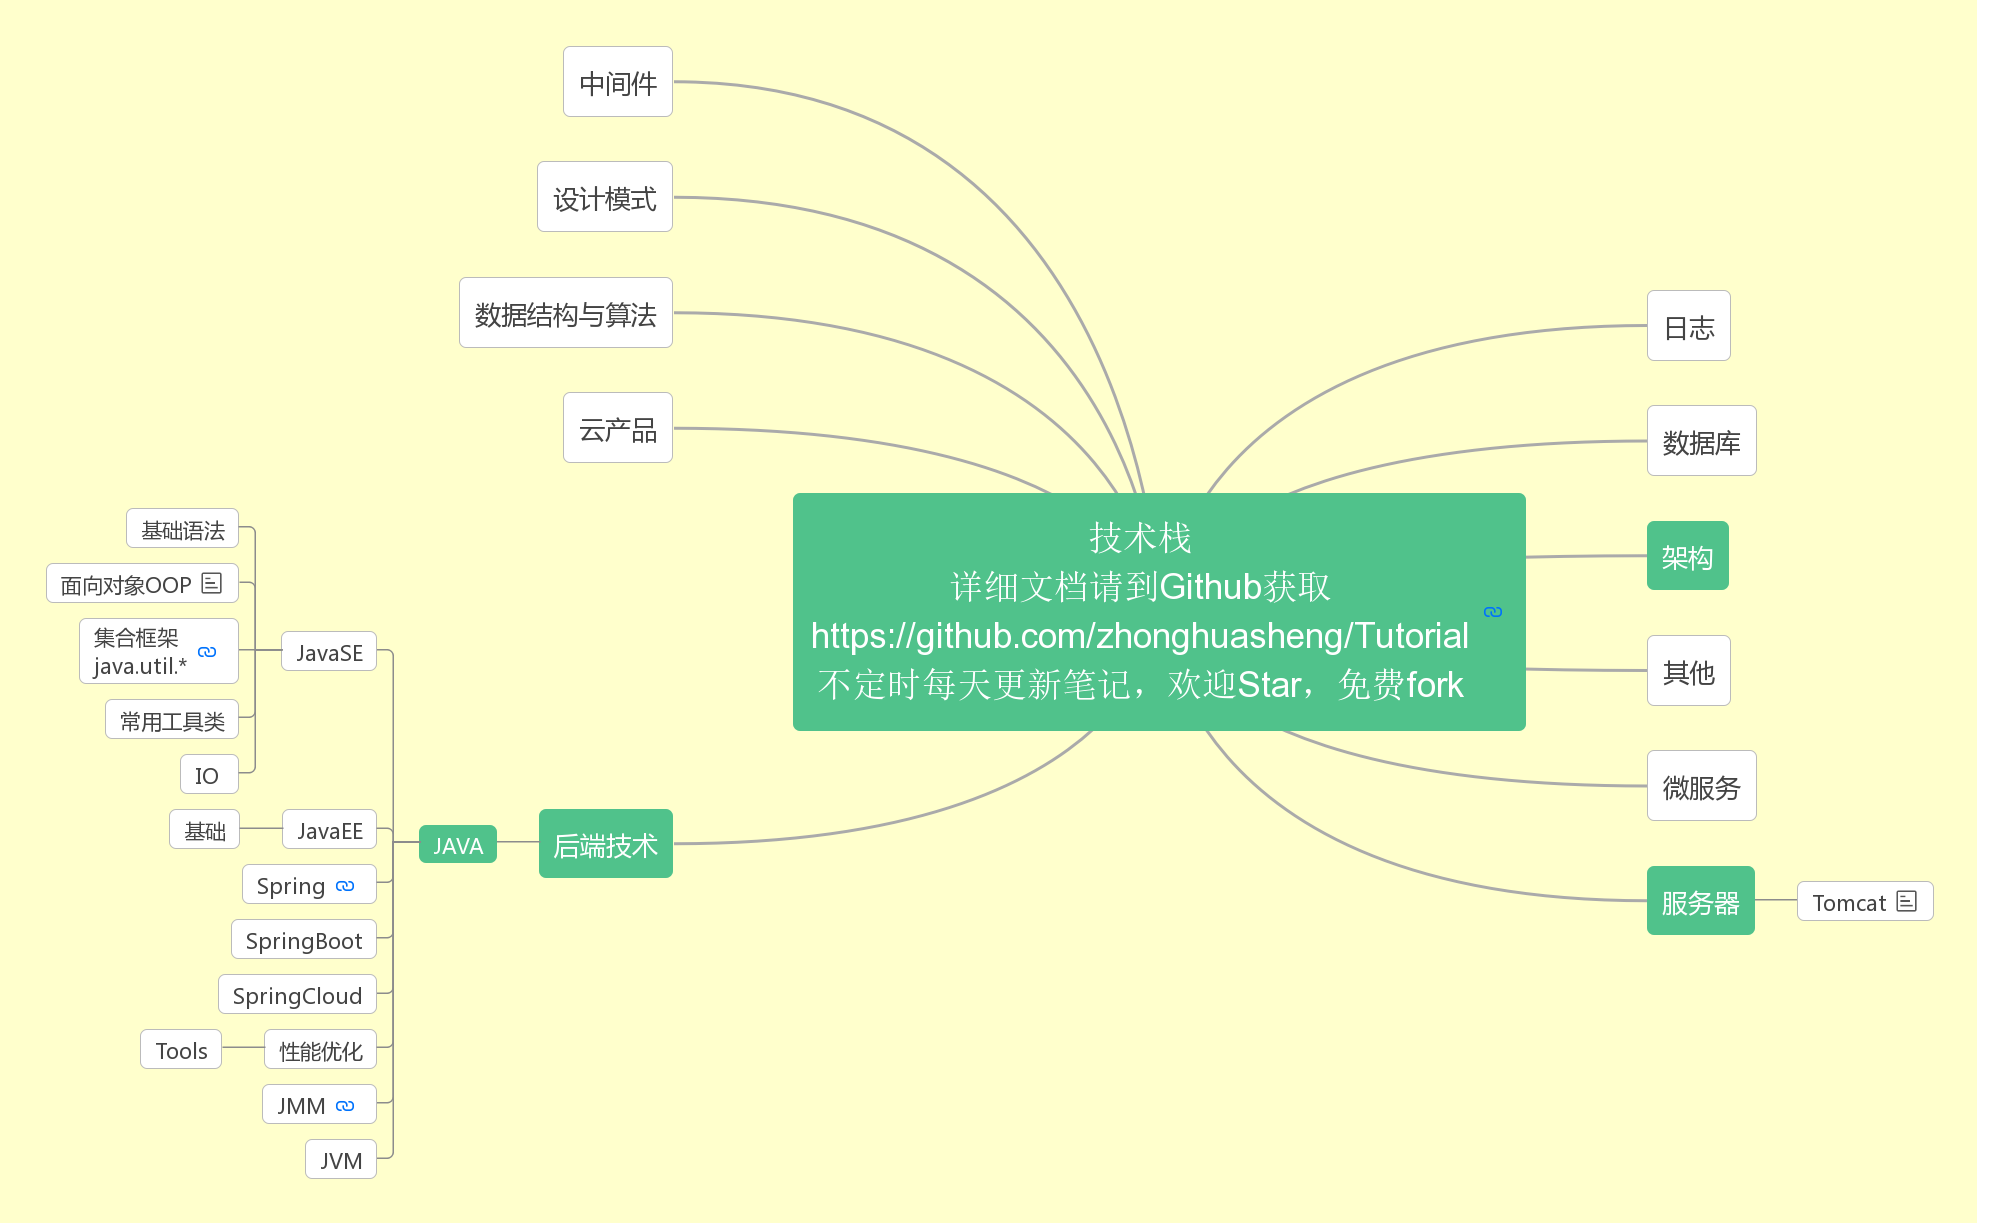 中间件
设计模式
数据结构与算法
云产品
日志
数据库
架构
其他
微服务
服务器
Tomcat
技术栈
详细文档请到Github获取
https://github.com/zhonghuasheng/Tutorial
不定时每天更新笔记，欢迎Star，免费fork
后端技术
JAVA
JavaSE
基础语法
面向对象OOP
集合框架
java.util.*
常用工具类
IO
JavaEE
基础
Spring
SpringBoot
SpringCloud
性能优化
Tools
JMM
JVM